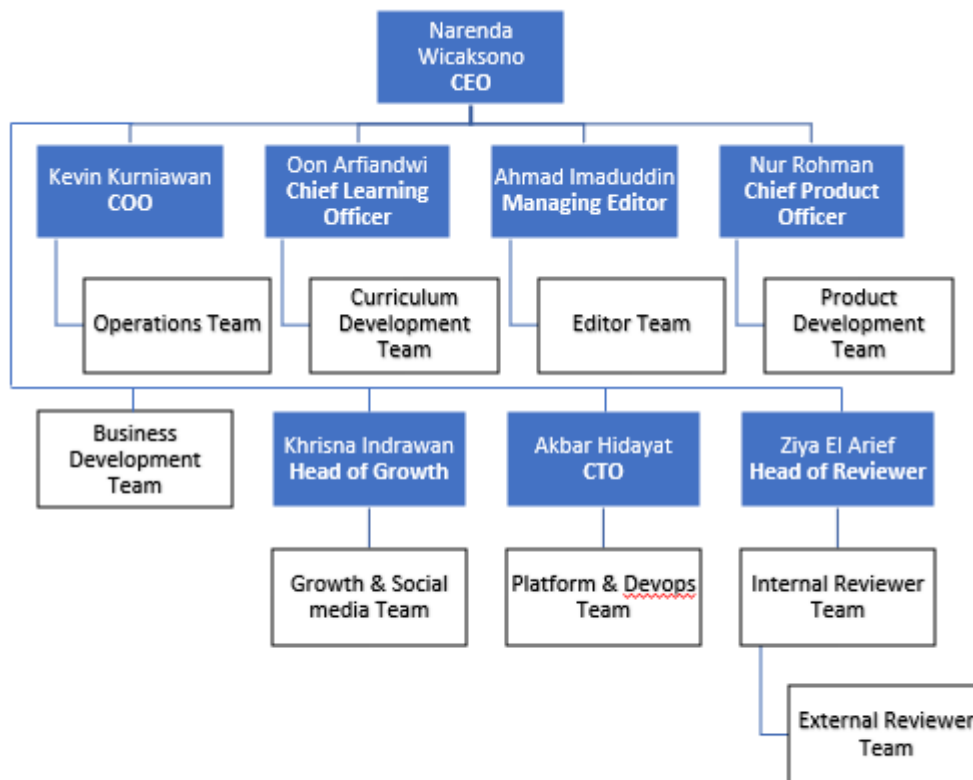 Narenda
Wicaksono
CEO
Kevin Kurniawan
COO
Oon Arfiandwi
Chief Learning
Officer
Ahmad Imaduddin
Managing Editor
Nur Rohman
Chief Product
Officer
Operations Team
Curriculum
Development
Team
Editor Team
Product
Development
Team
Business
Development
Team
Khrisna Indrawan
Head of Growth
Akbar Hidayat
CTO
Ziya El Arief
Head of Reviewer
Growth & Social
media Team
Platform & Devops
Team
Internal Reviewer
Team
External Reviewer
Team